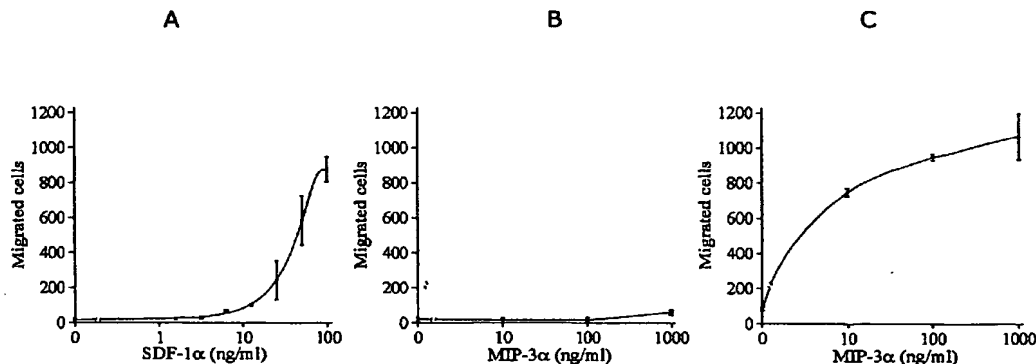 A B C
1200 1200 1200
1000 1000 1000
800 800 800
600 600 600
400 400 400
200 200 200
0 0 0
Migrated cells Migrated cells Migrated cells
0 1 10 100 0 10 100 1000 0 10 100 1000
SDF-1α (ng/ml) MIP-3α (ng/ml) MIP-3α (ng/ml)